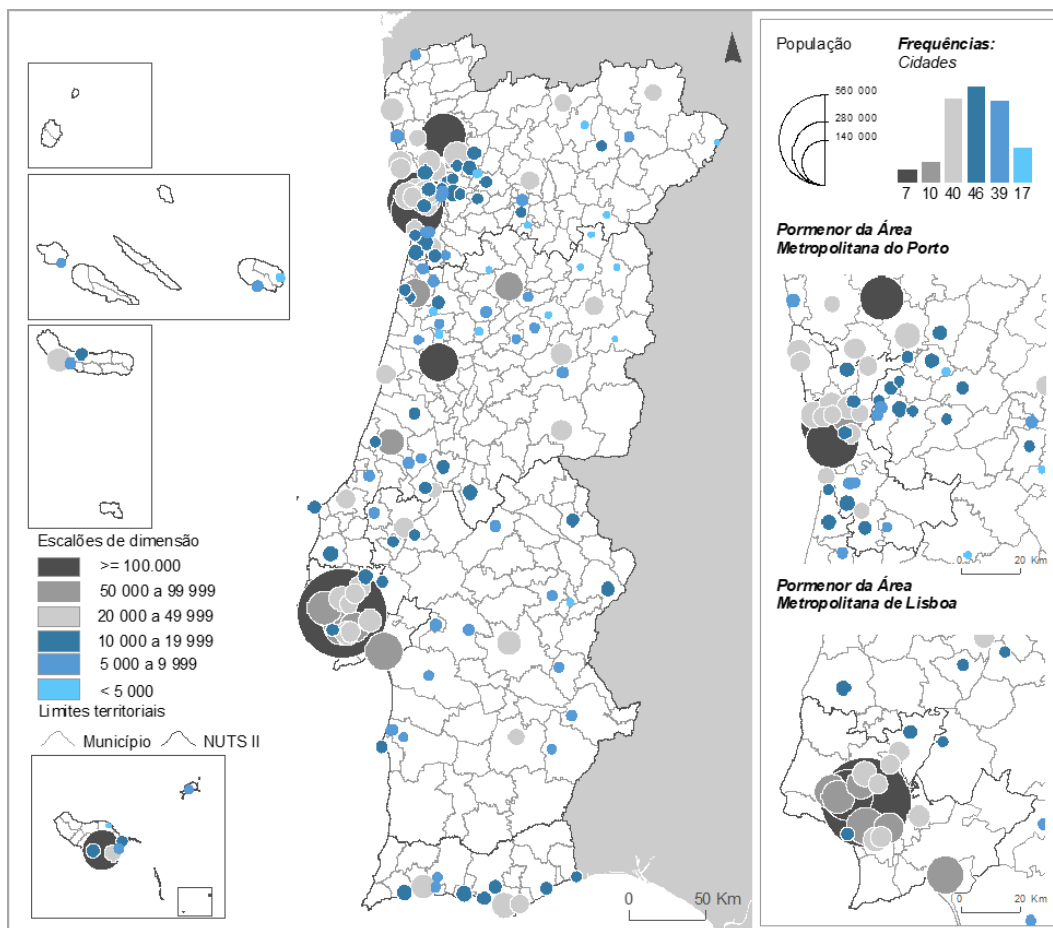 População
Frequências:
Cidades
560 000
280 000
140 000
7 10 40 46 39 17
Pormenor da Área
Metropolitana do Porto
0 20 Km
Pormenor da Área
Metropolitana de Lisboa
0 20 Km
Escalões de dimensão
>= 100.000
50 000 a 99 999
20 000 a 49 999
10 000 a 19 999
5 000 a 9 999
< 5 000
Limites territoriais
Município NUTS II
0 50 Km